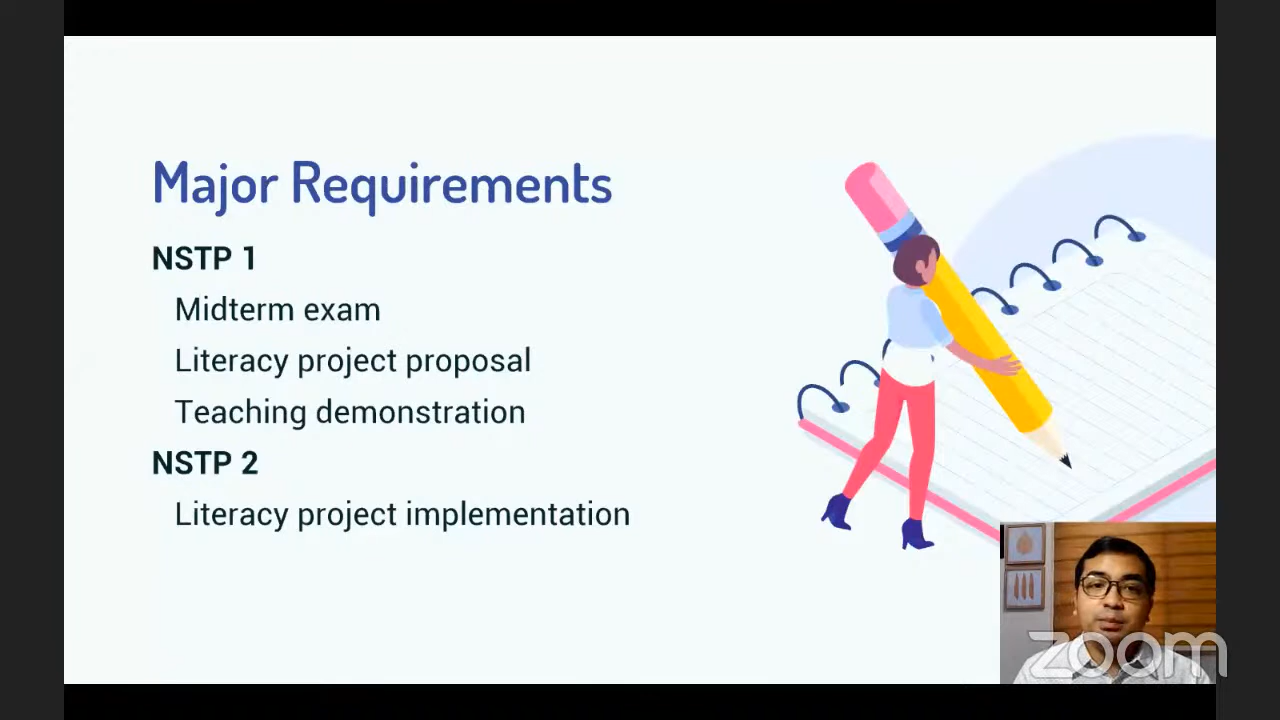 Major Requirements
NSTP 1
Midterm exam
Literacy project proposal
Teaching demonstration
NSTP 2
Literacy project implementation
zoom